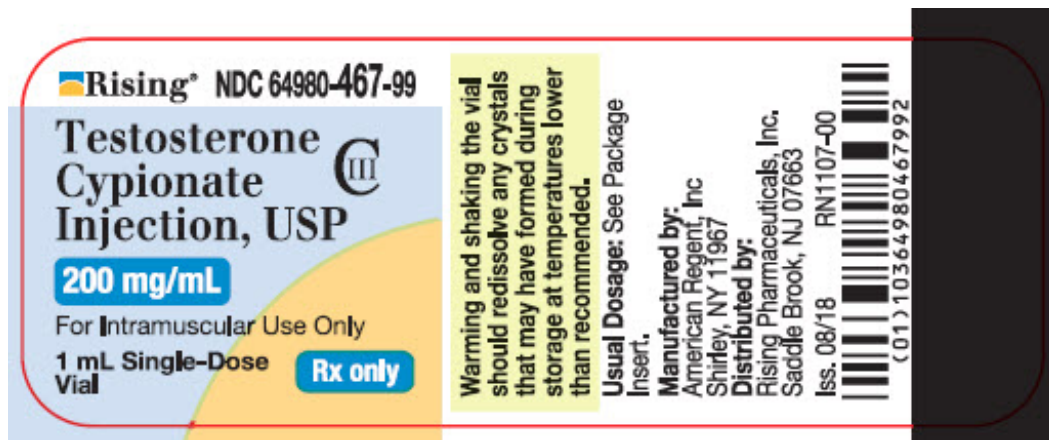 Rising® NDC 64980-467-99
Testosterone
Cypionate
Injection, USP
CIII
200 mg/mL
For Intramuscular Use Only
1 mL Single-Dose
Vial
Rx only
Warming and shaking the vial
should redissolve any crystals
that may have formed during
storage at temperatures lower
than recommended.
Usual Dosage: See Package
Insert.
Manufactured by:
American Regent, Inc
Shirley, NY 11967
Distributed by:
Rising Pharmaceuticals, Inc.
Saddle Brook, NJ 07663
Iss. 08/18 RN1107-00
(01)10364980467992